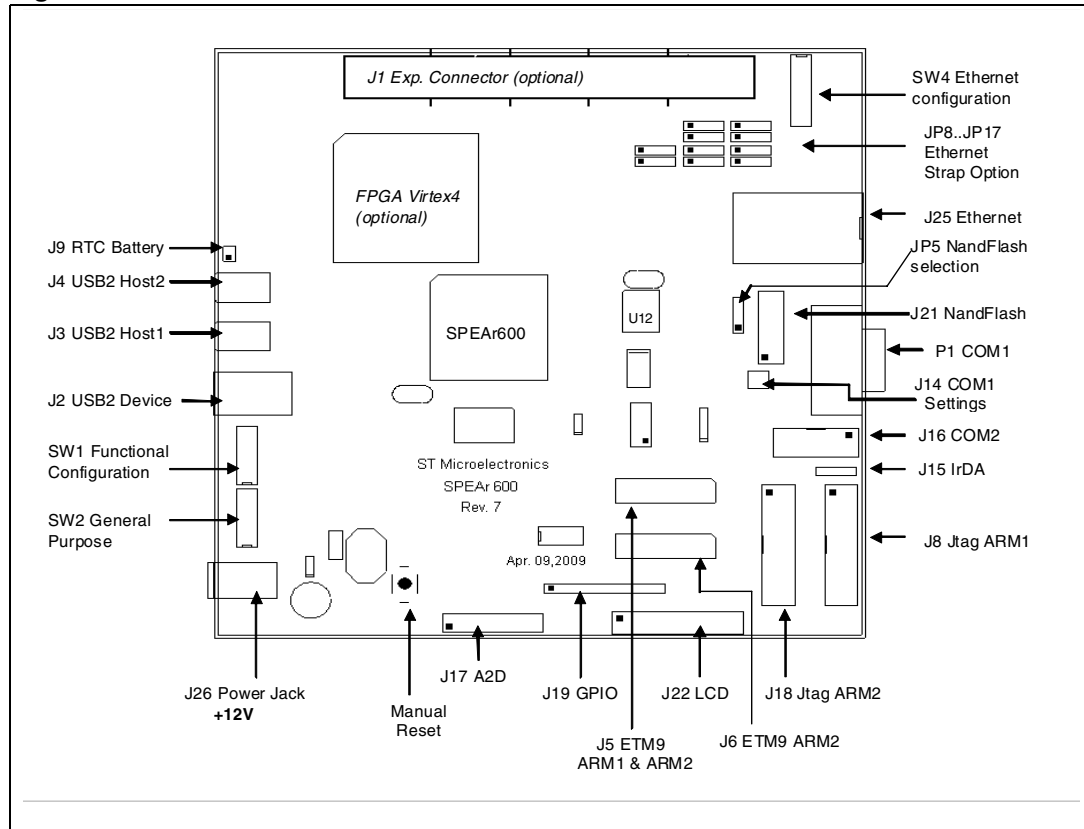 J1 Exp. Connector (optional)
SW4 Ethernet
configuration
JP8..JP17
Ethernet
Strap Option
FPGA Virtex4
(optional)
J25 Ethernet
J9 RTC Battery
JP5 NandFlash
selection
J4 USB2 Host2
J21 NandFlash
U12
J3 USB2 Host1
SPEAr600
P1 COM1
J2 USB2 Device
J14 COM1
Settings
J16 COM2
SW1 Functional
Configuration
ST Microelectronics
SPEAr 600
Rev. 7
J15 IrDA
SW2 General
Purpose
J8 Jtag ARM1
Apr. 09,2009
J26 Power Jack
+12V
Manual
Reset
J17 A2D
J19 GPIO
J22 LCD
J18 Jtag ARM2
J5 ETM9
ARM1 & ARM2
J6 ETM9 ARM2